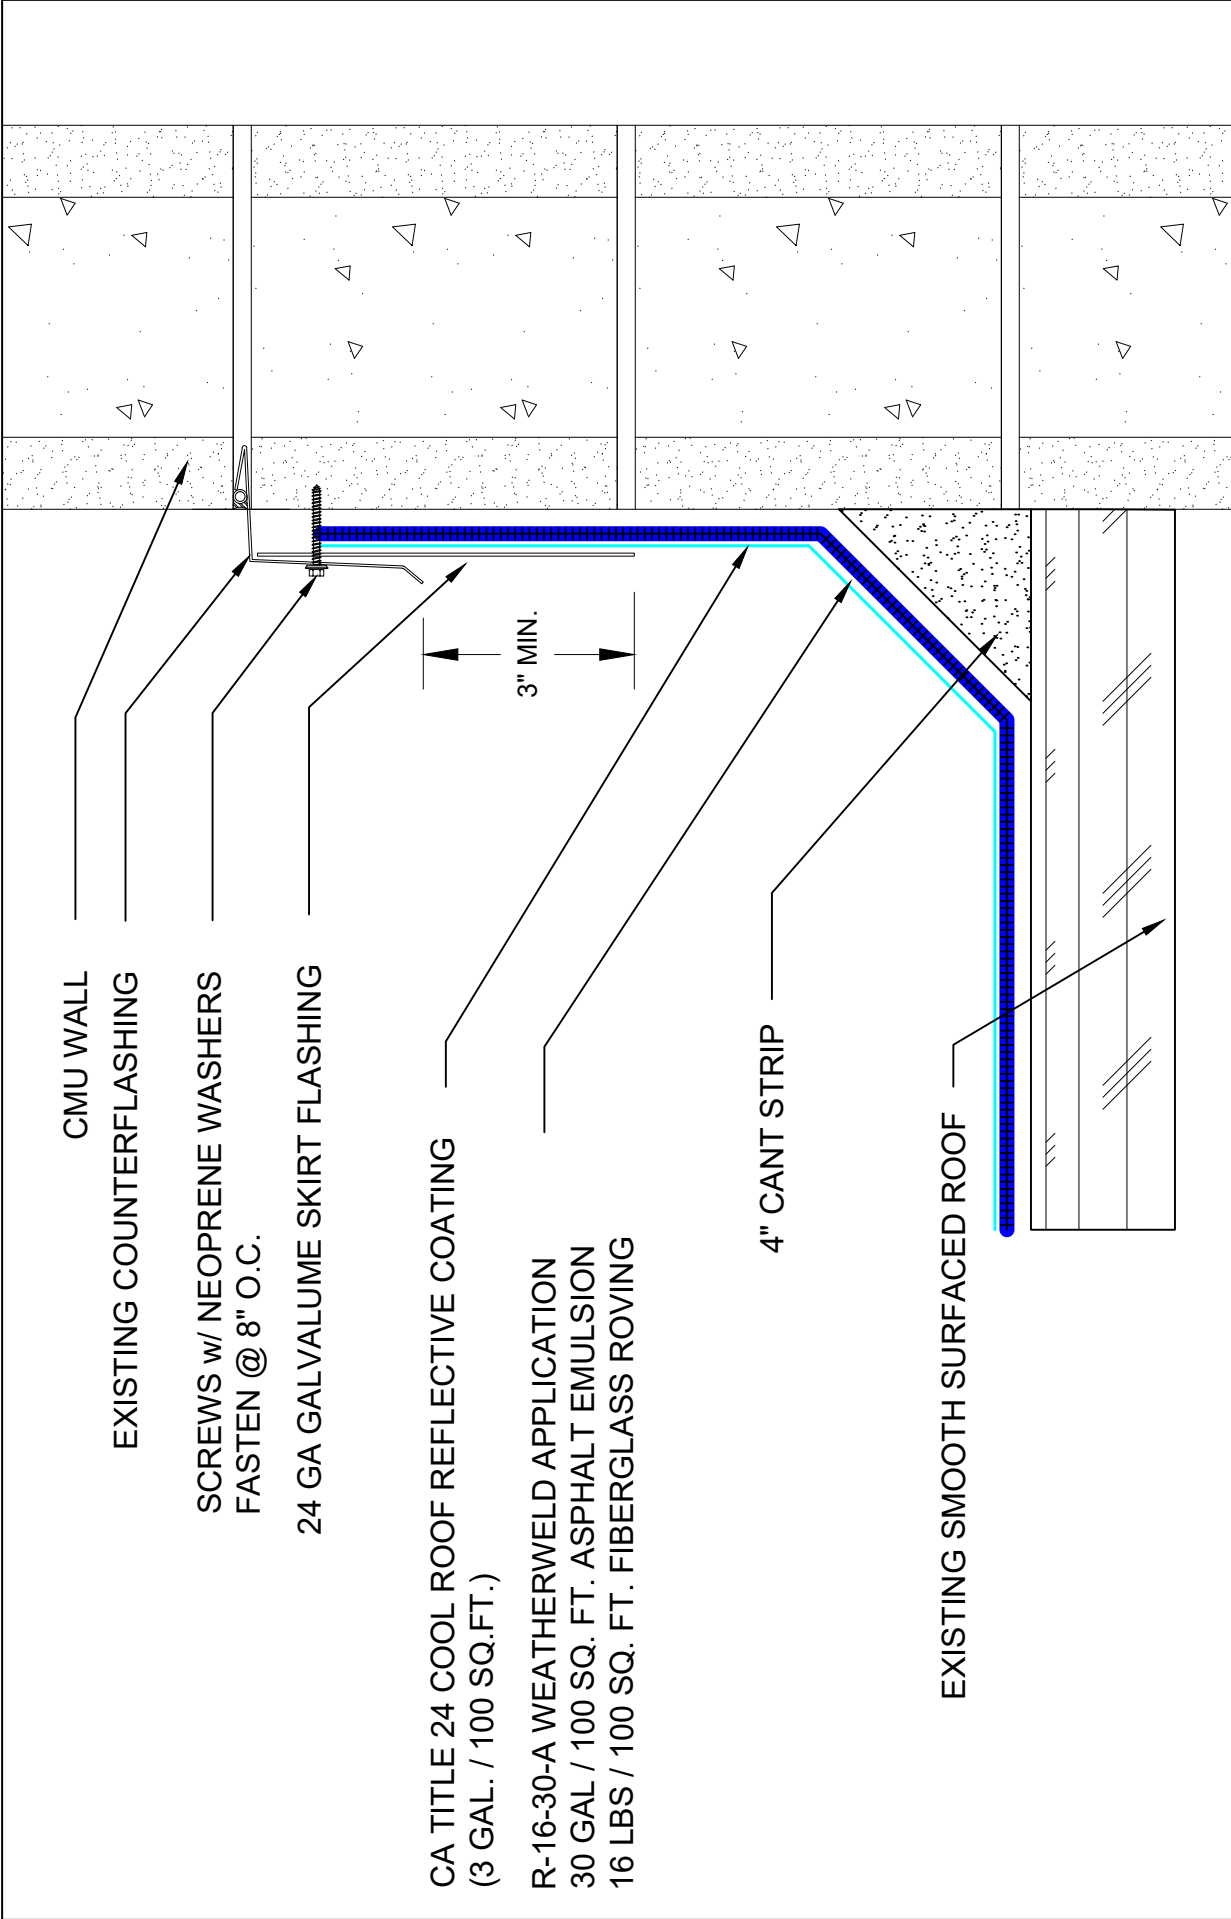 CMU WALL
EXISTING COUNTERFLASHING
SCREWS w/ NEOPRENE WASHERS
FASTEN @ 8" O.C.
24 GA GALVALUME SKIRT FLASHING
3" MIN.
CA TITLE 24 COOL ROOF REFLECTIVE COATING
(3 GAL. / 100 SQ.FT.)
R-16-30-A WEATHERWELD APPLICATION
30 GAL / 100 SQ. FT. ASPHALT EMULSION
16 LBS / 100 SQ. FT. FIBERGLASS ROVING
4" CANT STRIP
EXISTING SMOOTH SURFACED ROOF